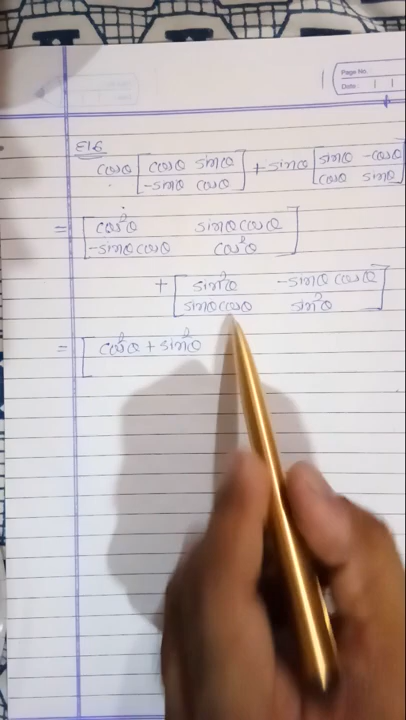 Page No.
Date:
E16
cosθ [cosθ sinθ] + sinθ [sinθ -cosθ]
[-sinθ cosθ] [cosθ sinθ]
= [cos²θ sinθcosθ]
[-sinθcosθ cos²θ]
+ [sin²θ -sinθcosθ]
[sinθcosθ sin²θ]
= [cos²θ + sin²θ